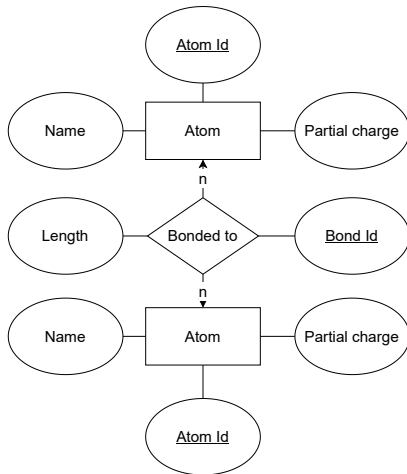 Atom Id
Name
Atom
Partial charge
n
Length
Bonded to
Bond Id
n
Name
Atom
Partial charge
Atom Id